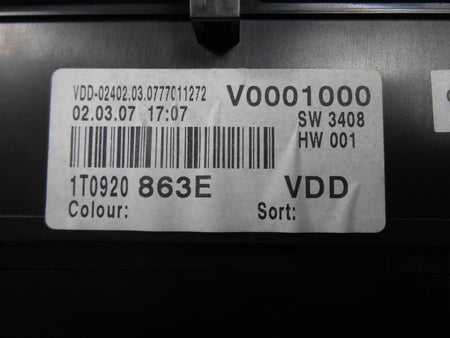 VDD-02402.03.0777011272 V0001000
02.03.07 17:07 SW 3408
HW 001
1T0920 863E VDD
Colour: Sort: